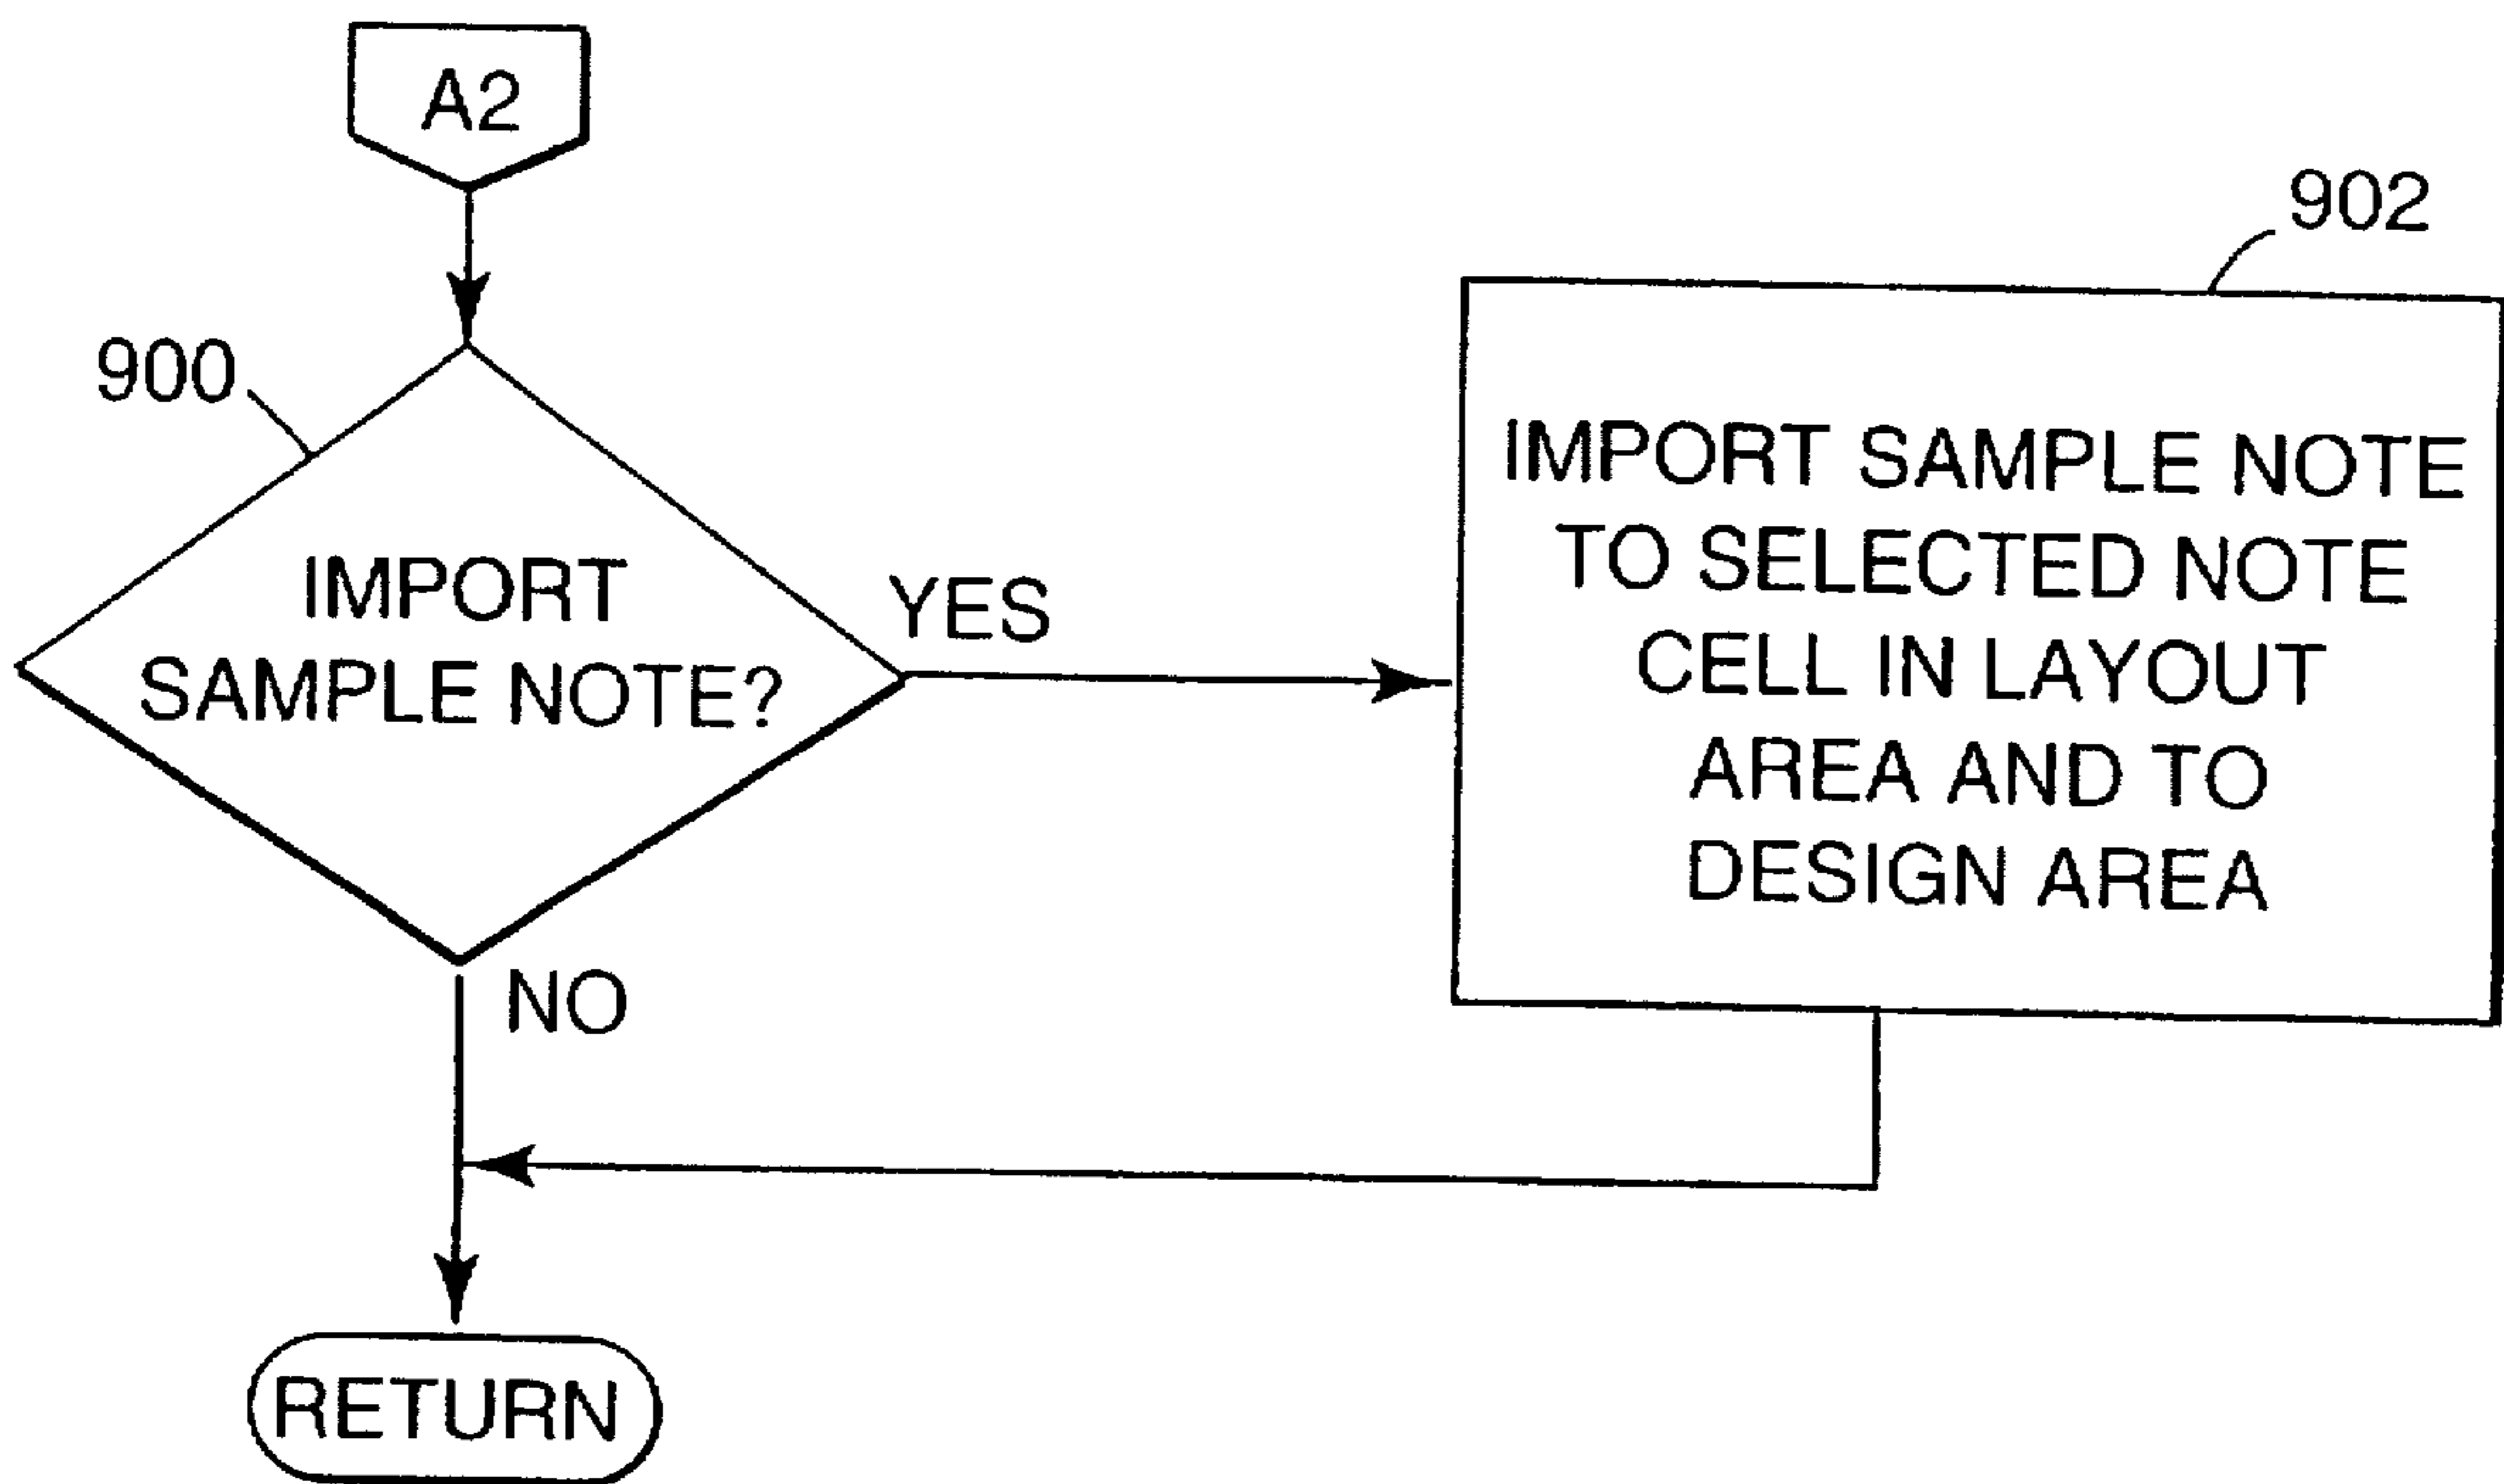 A2
900
IMPORT
SAMPLE NOTE?
YES
NO
902
IMPORT SAMPLE NOTE
TO SELECTED NOTE
CELL IN LAYOUT
AREA AND TO
DESIGN AREA
RETURN